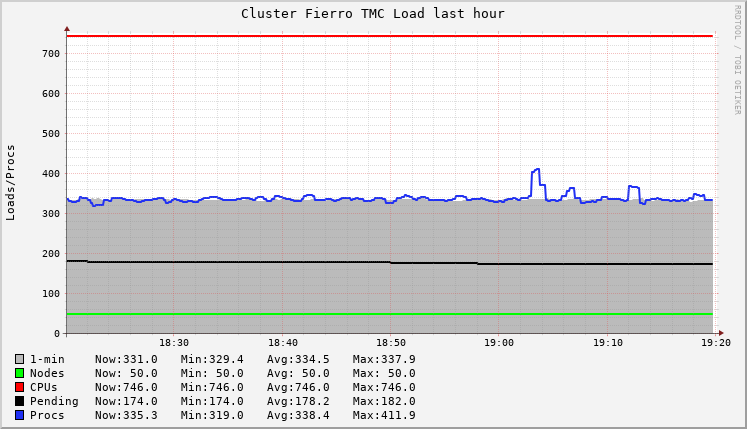 Cluster Fierro TMC Load last hour
RRDTOOL / TOBI OETIKER
Loads/Procs
700
600
500
400
300
200
100
0
18:30 18:40 18:50 19:00 19:10 19:20
1-min Now:331.0 Min:329.4 Avg:334.5 Max:337.9
Nodes Now: 50.0 Min: 50.0 Avg: 50.0 Max: 50.0
CPUs Now:746.0 Min:746.0 Avg:746.0 Max:746.0
Pending Now:174.0 Min:174.0 Avg:178.2 Max:182.0
Procs Now:335.3 Min:319.0 Avg:338.4 Max:411.9